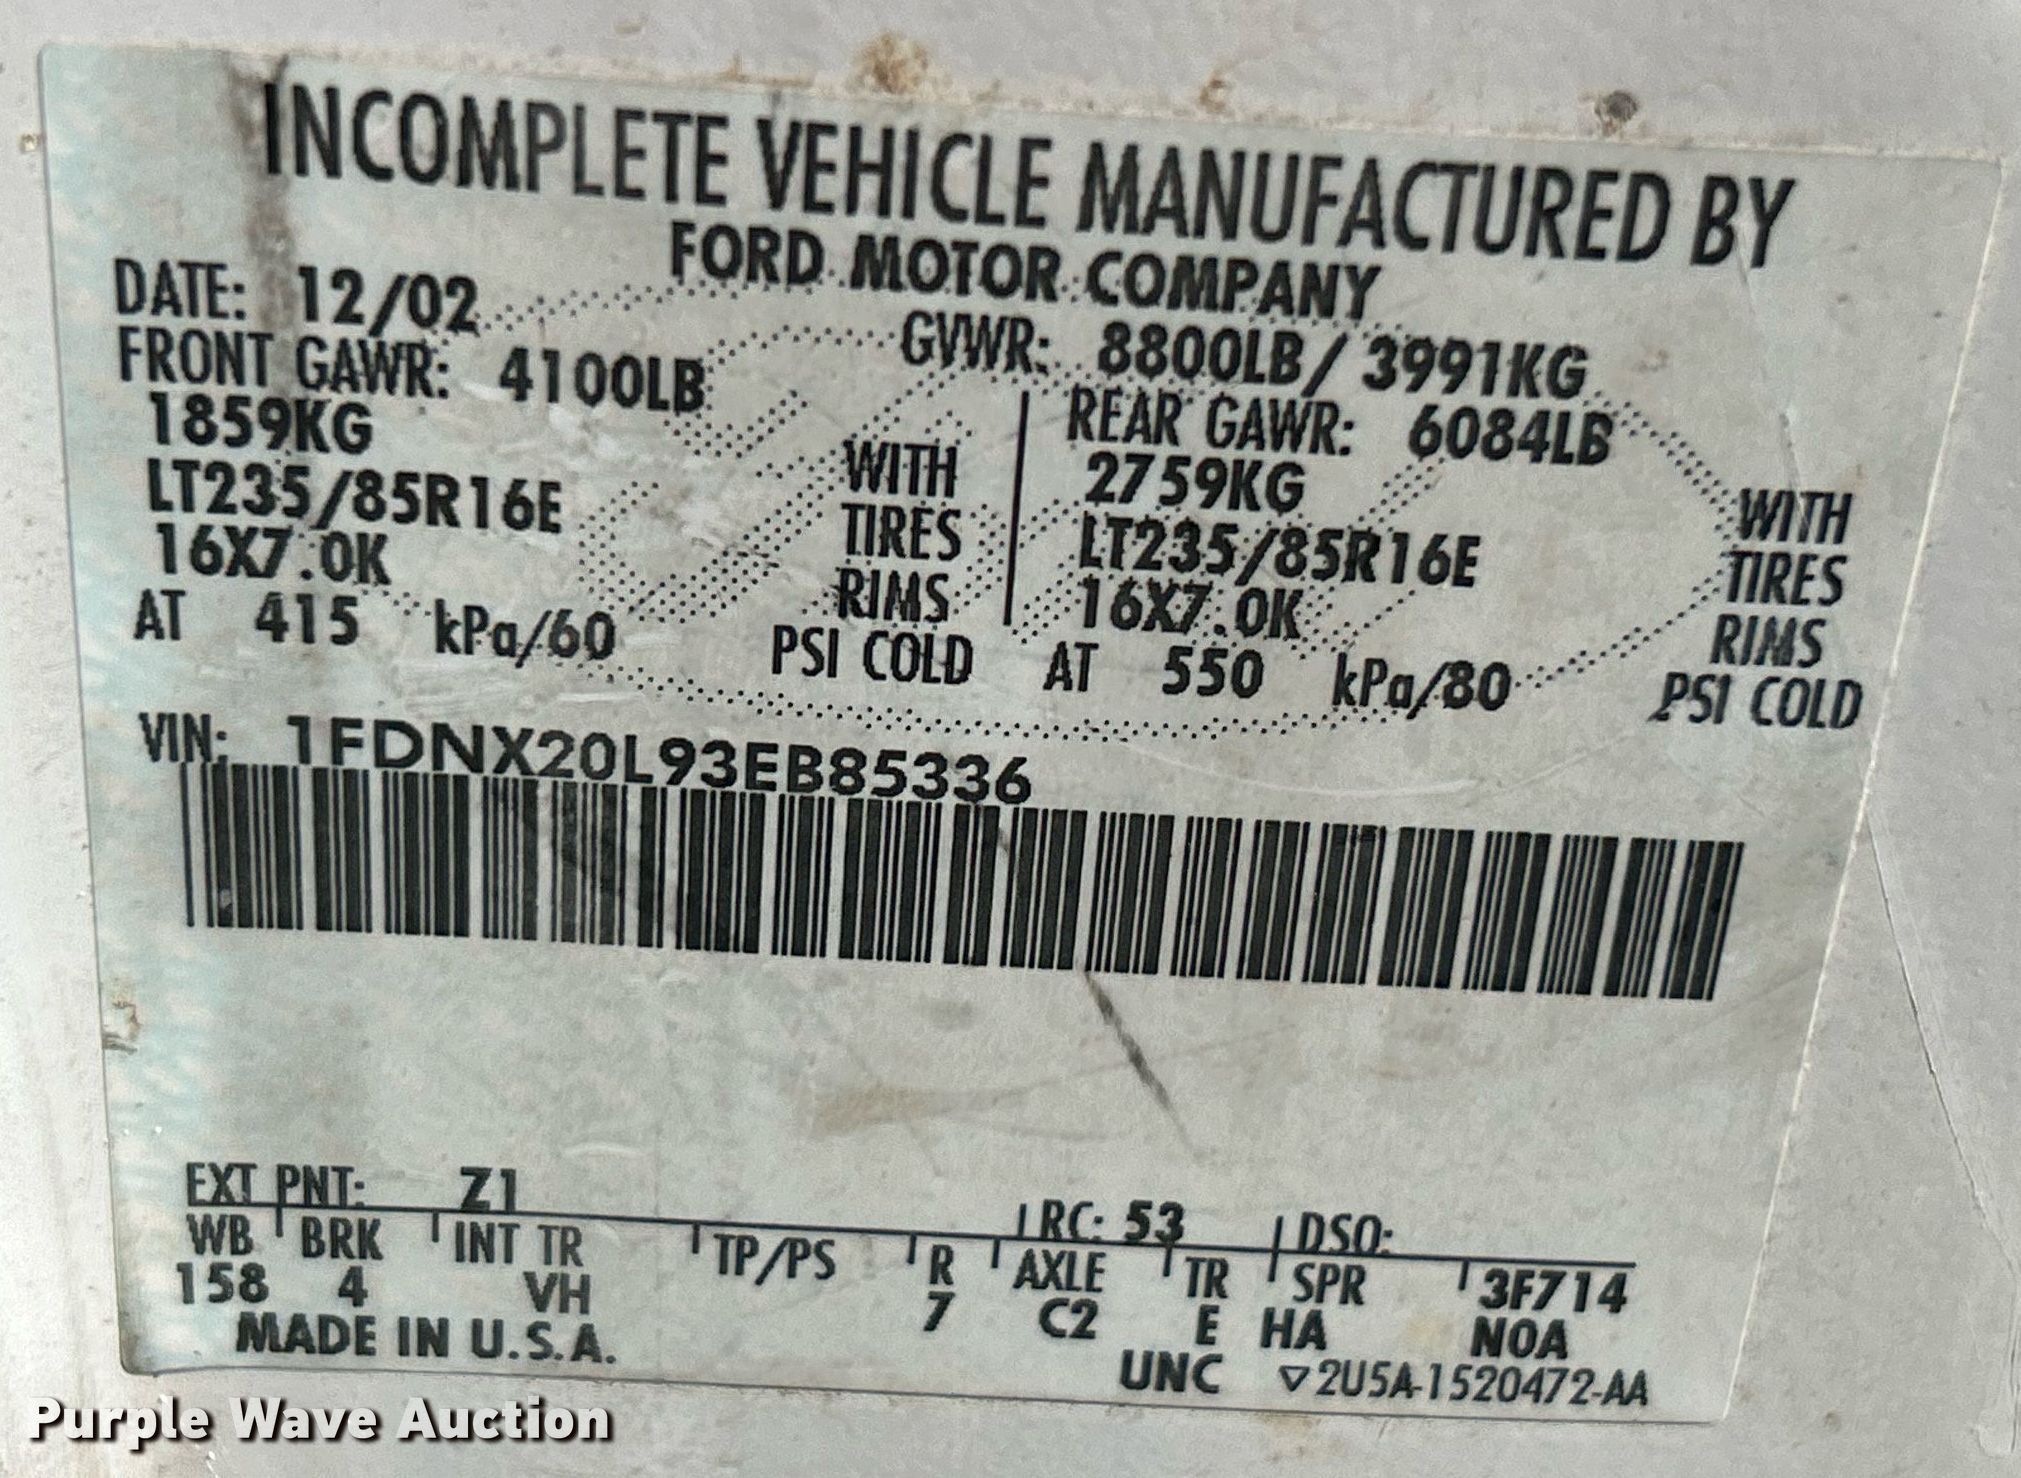 INCOMPLETE VEHICLE MANUFACTURED BY
FORD MOTOR COMPANY
DATE: 12/02
GVWR: 8800LB/ 3991KG
FRONT GAWR: 4100LB
1859KG WITH
LT235/85R16E TIRES
16X7.0K RIMS
AT 415 kPa/60 PSI COLD
REAR GAWR: 6084LB
2759KG WITH
LT235/85R16E TIRES
16X7.0K RIMS
AT 550 kPa/80 PSI COLD
VIN: 1FDNX20L93EB85336
EXT PNT: Z1 RC: 53 DSO:
WB BRK INT TR TP/PS R AXLE TR SPR 3F714
158 4 VH 7 C2 E HA NOA
MADE IN U.S.A. UNC ▽2U5A-1520472-AA
Purple Wave Auction